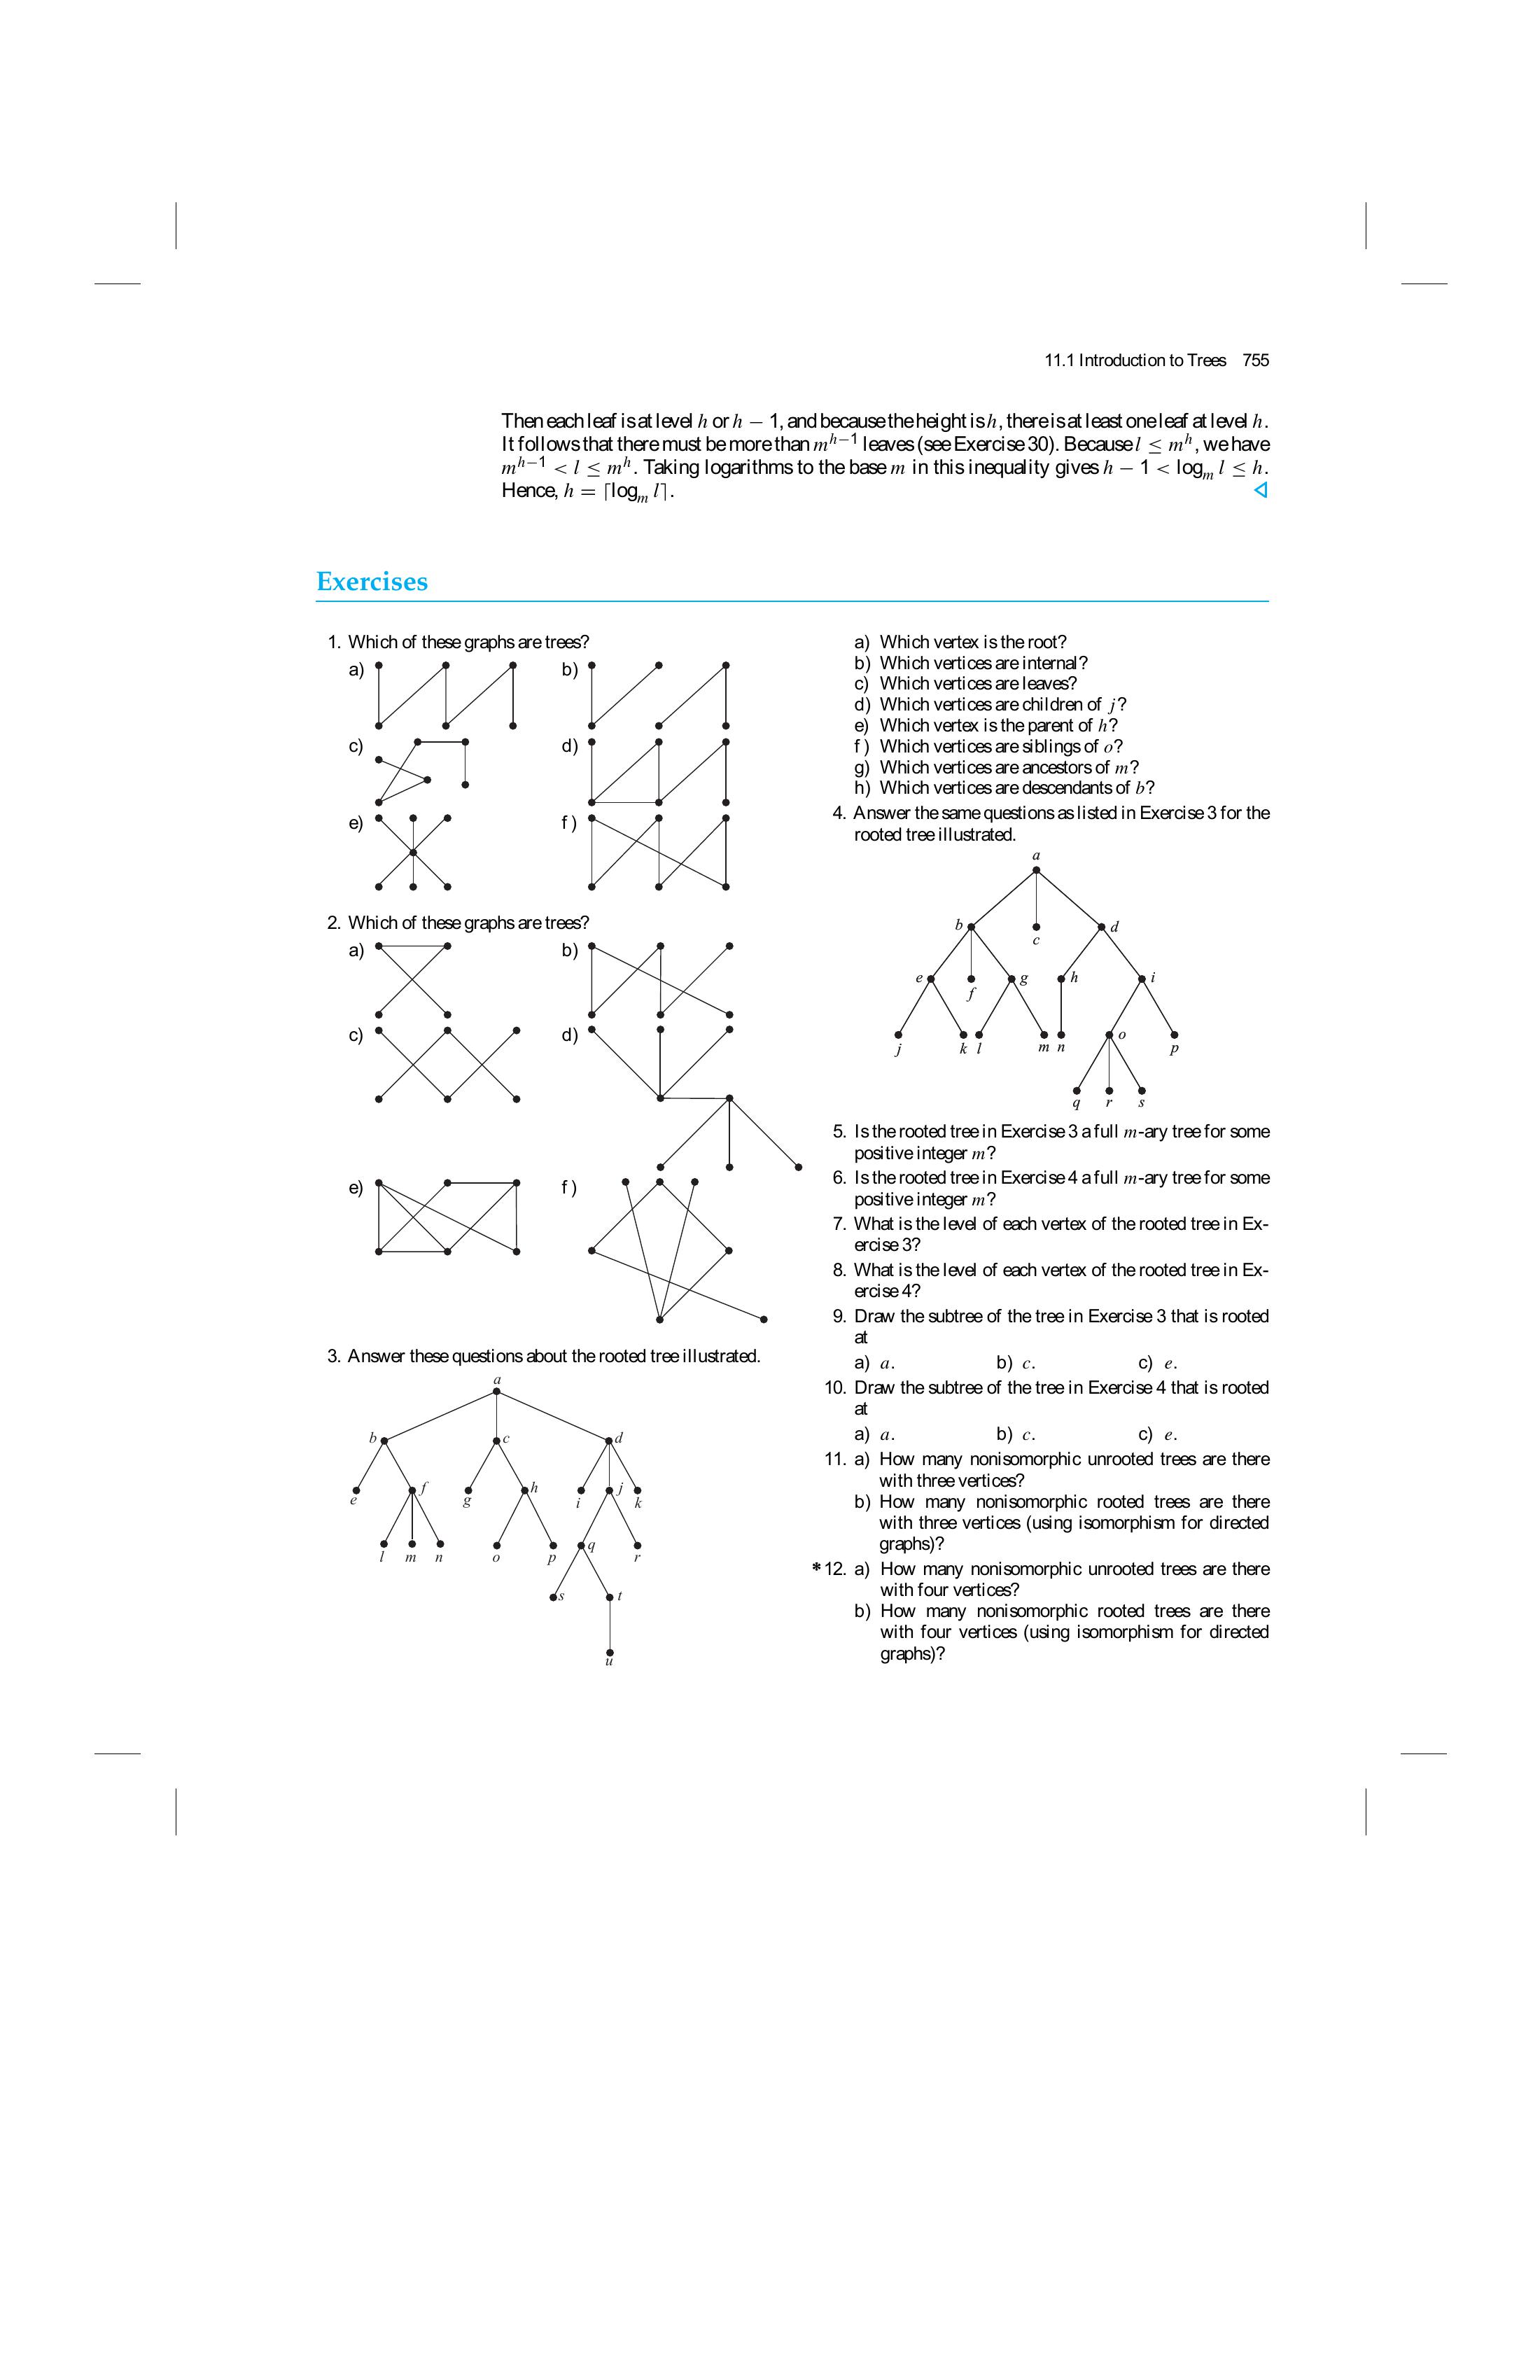 11.1 Introduction to Trees 755
Then each leaf is at level h or h − 1, and because the height is h, there is at least one leaf at level h.
It follows that there must be more than m^{h−1} leaves (see Exercise 30). Because l ≤ m^h, we have
m^{h−1} < l ≤ m^h. Taking logarithms to the base m in this inequality gives h − 1 < log_m l ≤ h.
Hence, h = ⌈log_m l⌉. ◁
Exercises
1. Which of these graphs are trees?
a) b)
c) d)
e) f)
2. Which of these graphs are trees?
a) b)
c) d)
e) f)
3. Answer these questions about the rooted tree illustrated.
a
b c d
e f g h i j k
l m n o p q r
s t
u
a) Which vertex is the root?
b) Which vertices are internal?
c) Which vertices are leaves?
d) Which vertices are children of j?
e) Which vertex is the parent of h?
f) Which vertices are siblings of o?
g) Which vertices are ancestors of m?
h) Which vertices are descendants of b?
4. Answer the same questions as listed in Exercise 3 for the
rooted tree illustrated.
a
b c d
e f g h i
j k l m n o p
q r s
5. Is the rooted tree in Exercise 3 a full m-ary tree for some
positive integer m?
6. Is the rooted tree in Exercise 4 a full m-ary tree for some
positive integer m?
7. What is the level of each vertex of the rooted tree in Ex-
ercise 3?
8. What is the level of each vertex of the rooted tree in Ex-
ercise 4?
9. Draw the subtree of the tree in Exercise 3 that is rooted
at
a) a. b) c. c) e.
10. Draw the subtree of the tree in Exercise 4 that is rooted
at
a) a. b) c. c) e.
11. a) How many nonisomorphic unrooted trees are there
with three vertices?
b) How many nonisomorphic rooted trees are there
with three vertices (using isomorphism for directed
graphs)?
*12. a) How many nonisomorphic unrooted trees are there
with four vertices?
b) How many nonisomorphic rooted trees are there
with four vertices (using isomorphism for directed
graphs)?